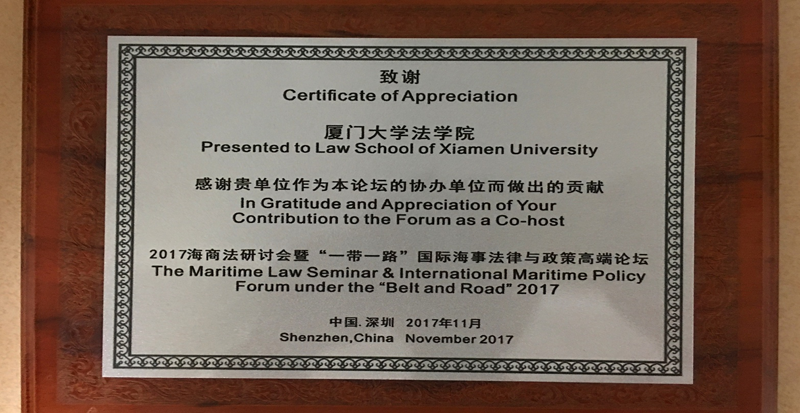 致谢
Certificate of Appreciation
厦门大学法学院
Presented to Law School of Xiamen University
感谢贵单位作为本论坛的协办单位而做出的贡献
In Gratitude and Appreciation of Your
Contribution to the Forum as a Co-host
2017海商法研讨会暨“一带一路”国际海事法律与政策高端论坛
The Maritime Law Seminar & International Maritime Policy
Forum under the “Belt and Road” 2017
中国.深圳 2017年11月
Shenzhen,China November 2017